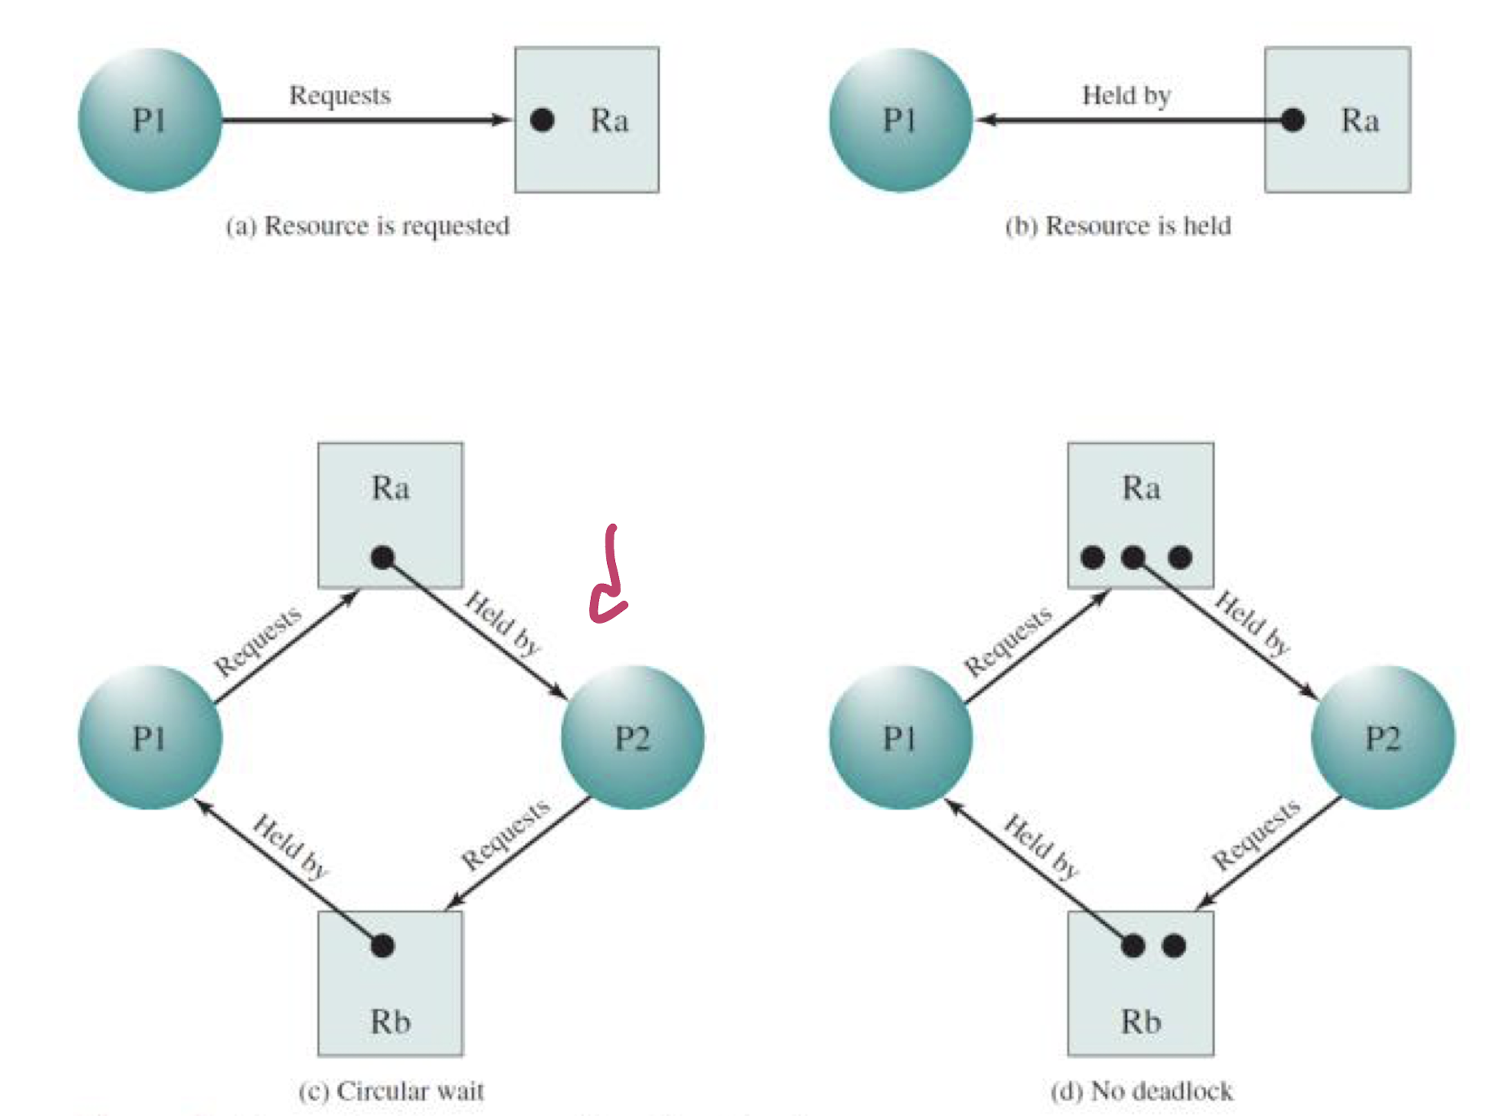 P1
Requests
Ra
(a) Resource is requested
P1
Held by
Ra
(b) Resource is held
Ra
Requests
Held by
P1
P2
Held by
Requests
Rb
(c) Circular wait
Ra
Requests
Held by
P1
P2
Held by
Requests
Rb
(d) No deadlock